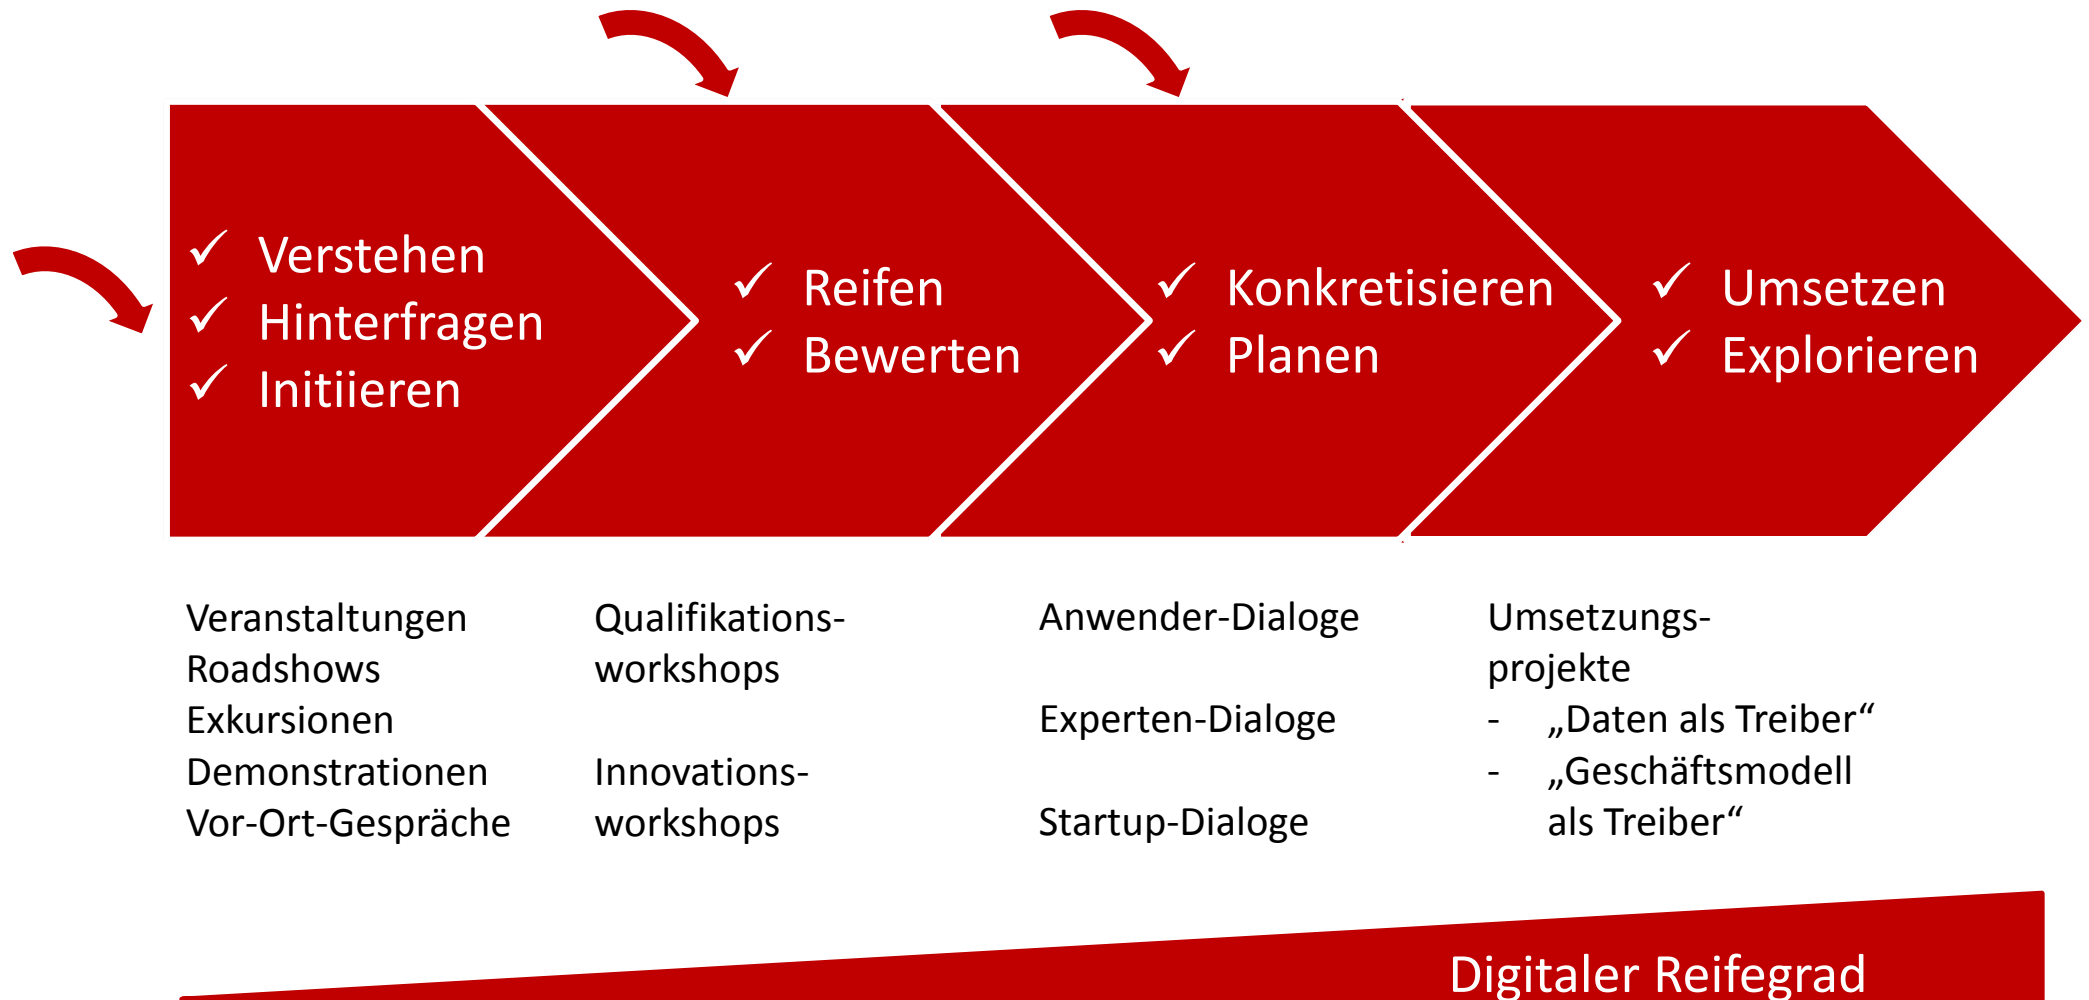 ✓ Verstehen
✓ Hinterfragen
✓ Initiieren
✓ Reifen
✓ Bewerten
✓ Konkretisieren
✓ Planen
✓ Umsetzen
✓ Explorieren
Veranstaltungen
Roadshows
Exkursionen
Demonstrationen
Vor-Ort-Gespräche
Qualifikations-
workshops
Innovations-
workshops
Anwender-Dialoge
Experten-Dialoge
Startup-Dialoge
Umsetzungs-
projekte
- „Daten als Treiber“
- „Geschäftsmodell
als Treiber“
Digitaler Reifegrad